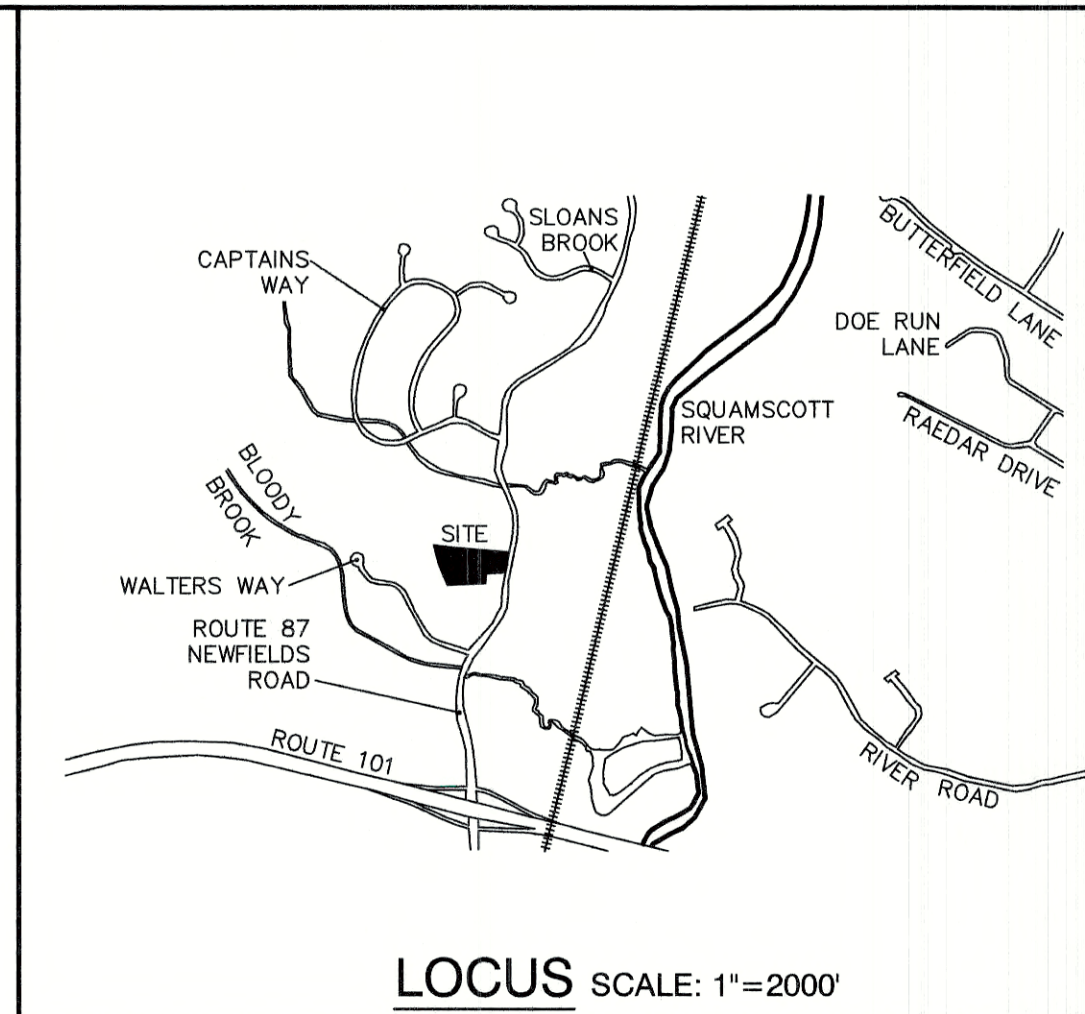 SLOANS
BROOK
CAPTAINS
WAY
BUTTERFIELD LANE
DOE RUN
LANE
SQUAMSCOTT
RIVER
RAEDAR DRIVE
BLOODY
BROOK
SITE
WALTERS WAY
ROUTE 87
NEWFIELDS
ROAD
ROUTE 101
RIVER ROAD
LOCUS SCALE: 1"=2000'